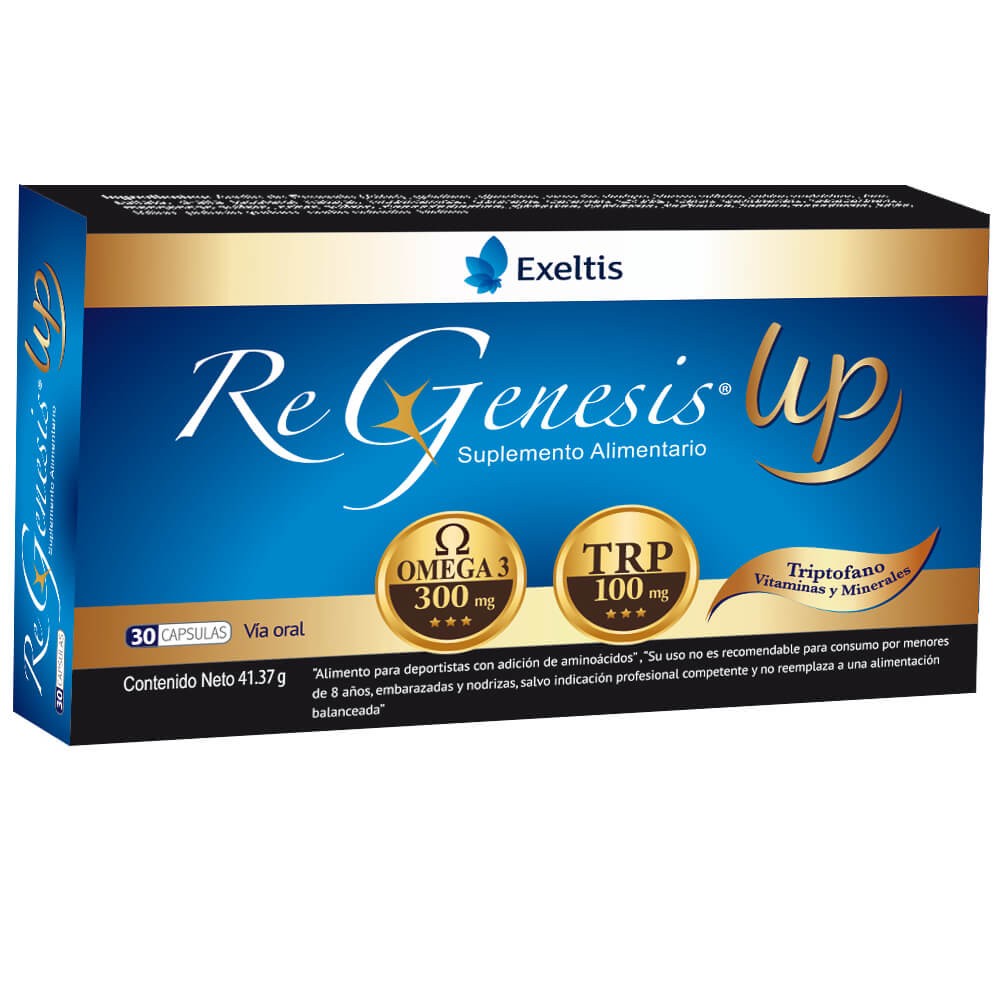 Exeltis
ReGenesis® Up
Suplemento Alimentario
Ω
OMEGA 3
300 mg
TRP
100 mg
Triptofano
Vitaminas y Minerales
30 CAPSULAS Vía oral
Contenido Neto 41.37 g
"Alimento para deportistas con adición de aminoácidos","Su uso no es recomendable para consumo por menores
de 8 años, embarazadas y nodrizas, salvo indicación profesional competente y no reemplaza a una alimentación
balanceada"
ReGenesis® Up
Suplemento Alimentario
30 CAPSULAS